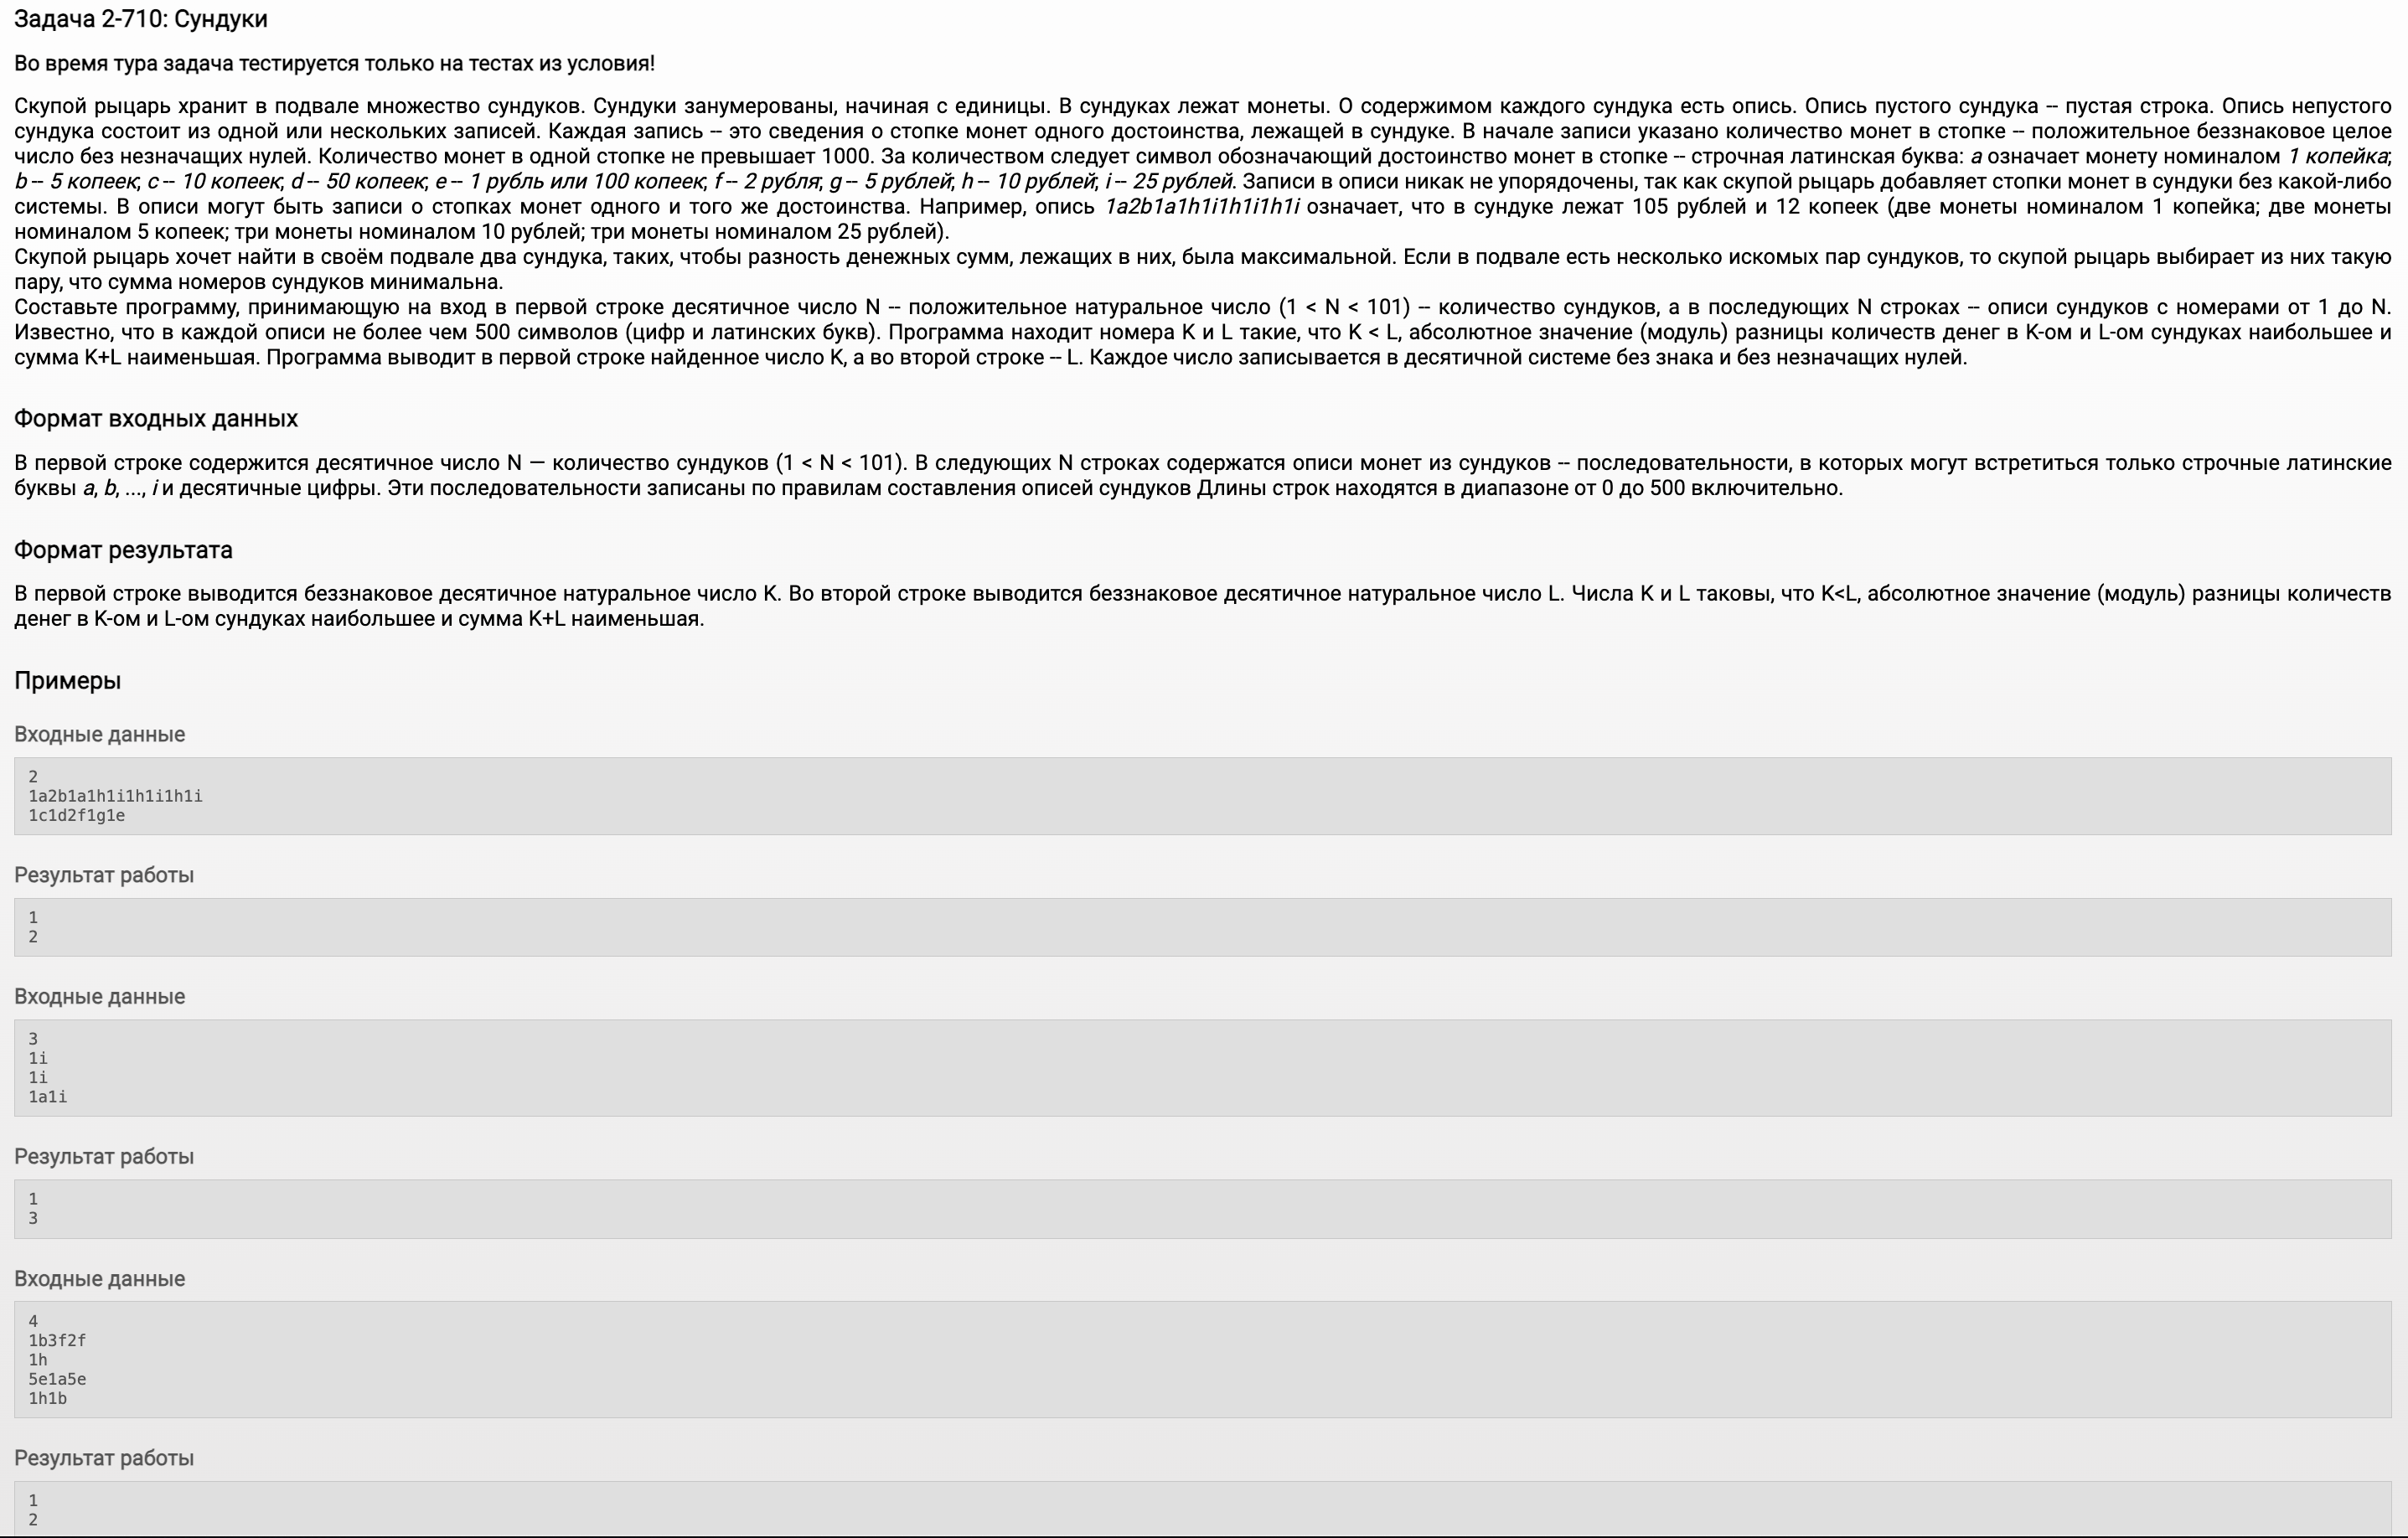 Задача 2-710: Сундуки
Во время тура задача тестируется только на тестах из условия!
Скупой рыцарь хранит в подвале множество сундуков. Сундуки занумерованы, начиная с единицы. В сундуках лежат монеты. О содержимом каждого сундука есть опись. Опись пустого сундука -- пустая строка. Опись непустого
сундука состоит из одной или нескольких записей. Каждая запись -- это сведения о стопке монет одного достоинства, лежащей в сундуке. В начале записи указано количество монет в стопке -- положительное беззнаковое целое
число без незначащих нулей. Количество монет в одной стопке не превышает 1000. За количеством следует символ обозначающий достоинство монет в стопке -- строчная латинская буква: a означает монету номиналом 1 копейка;
b -- 5 копеек; c -- 10 копеек; d -- 50 копеек; e -- 1 рубль или 100 копеек; f -- 2 рубля; g -- 5 рублей; h -- 10 рублей; i -- 25 рублей. Записи в описи никак не упорядочены, так как скупой рыцарь добавляет стопки монет в сундуки без какой-либо
системы. В описи могут быть записи о стопках монет одного и того же достоинства. Например, опись 1a2b1a1h1i1h1i1h1i означает, что в сундуке лежат 105 рублей и 12 копеек (две монеты номиналом 1 копейка; две монеты
номиналом 5 копеек; три монеты номиналом 10 рублей; три монеты номиналом 25 рублей).
Скупой рыцарь хочет найти в своём подвале два сундука, таких, чтобы разность денежных сумм, лежащих в них, была максимальной. Если в подвале есть несколько искомых пар сундуков, то скупой рыцарь выбирает из них такую
пару, что сумма номеров сундуков минимальна.
Составьте программу, принимающую на вход в первой строке десятичное число N -- положительное натуральное число (1 < N < 101) -- количество сундуков, а в последующих N строках -- описи сундуков с номерами от 1 до N.
Известно, что в каждой описи не более чем 500 символов (цифр и латинских букв). Программа находит номера K и L такие, что K < L, абсолютное значение (модуль) разницы количеств денег в K-ом и L-ом сундуках наибольшее и
сумма K+L наименьшая. Программа выводит в первой строке найденное число K, а во второй строке -- L. Каждое число записывается в десятичной системе без знака и без незначащих нулей.
Формат входных данных
В первой строке содержится десятичное число N — количество сундуков (1 < N < 101). В следующих N строках содержатся описи монет из сундуков -- последовательности, в которых могут встретиться только строчные латинские
буквы a, b, ..., i и десятичные цифры. Эти последовательности записаны по правилам составления описей сундуков Длины строк находятся в диапазоне от 0 до 500 включительно.
Формат результата
В первой строке выводится беззнаковое десятичное натуральное число K. Во второй строке выводится беззнаковое десятичное натуральное число L. Числа K и L таковы, что K<L, абсолютное значение (модуль) разницы количеств
денег в K-ом и L-ом сундуках наибольшее и сумма K+L наименьшая.
Примеры
Входные данные
2
1a2b1a1h1i1h1i1h1i
1c1d2f1g1e
Результат работы
1
2
Входные данные
3
1i
1i
1a1i
Результат работы
1
3
Входные данные
4
1b3f2f
1h
5e1a5e
1h1b
Результат работы
1
2